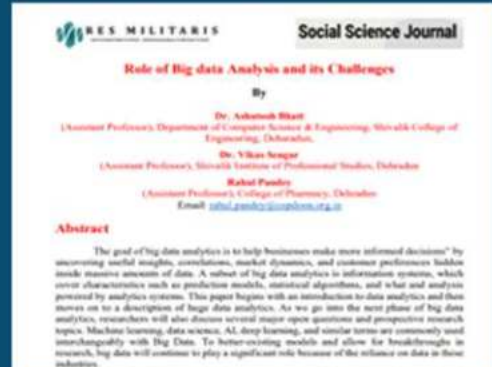 RES MILITARIS
Social Science Journal
Role of Big data Analysis and its Challenges
By
Dr. Ashutosh Bhatt
(Assistant Professor), Department of Computer Science & Engineering, Shivalik College of
Engineering, Dehradun,
Dr. Vikas Sengar
(Assistant Professor), Shivalik Institute of Professional Studies, Dehradun
Rahul Pandey
(Assistant Professor), College of Pharmacy, Dehradun
Email:
Abstract
The goal of big data analytics is to help businesses make more informed decisions" by
uncovering useful insights, correlations, market dynamics, and customer preferences hidden
inside massive amounts of data. A subset of big data analytics is information systems, which
cover characteristics such as prediction models, statistical algorithms, and what and analysis
powered by analytics systems. This paper begins with an introduction to data analytics and then
moves on to a description of huge data analytics. As we go into the next phase of big data
analytics, researchers will also discuss several major open questions and prospective research
topics. Machine learning, data science, AI, deep learning, and similar terms are commonly used
interchangeably with Big Data. To better-existing models and allow for breakthroughs in
research, big data will continue to play a significant role because of the reliance on data in these
industries.